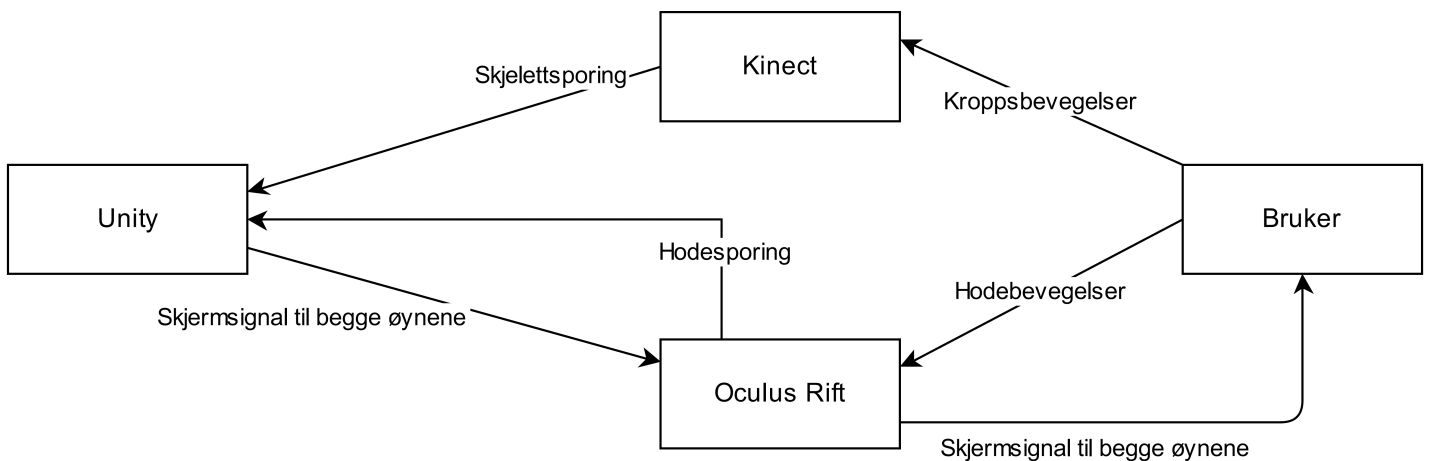 Kinect
Skjelettsporing
Kroppsbevegelser
Unity
Bruker
Hodesporing
Hodebevegelser
Skjermsignal til begge øynene
Oculus Rift
Skjermsignal til begge øynene